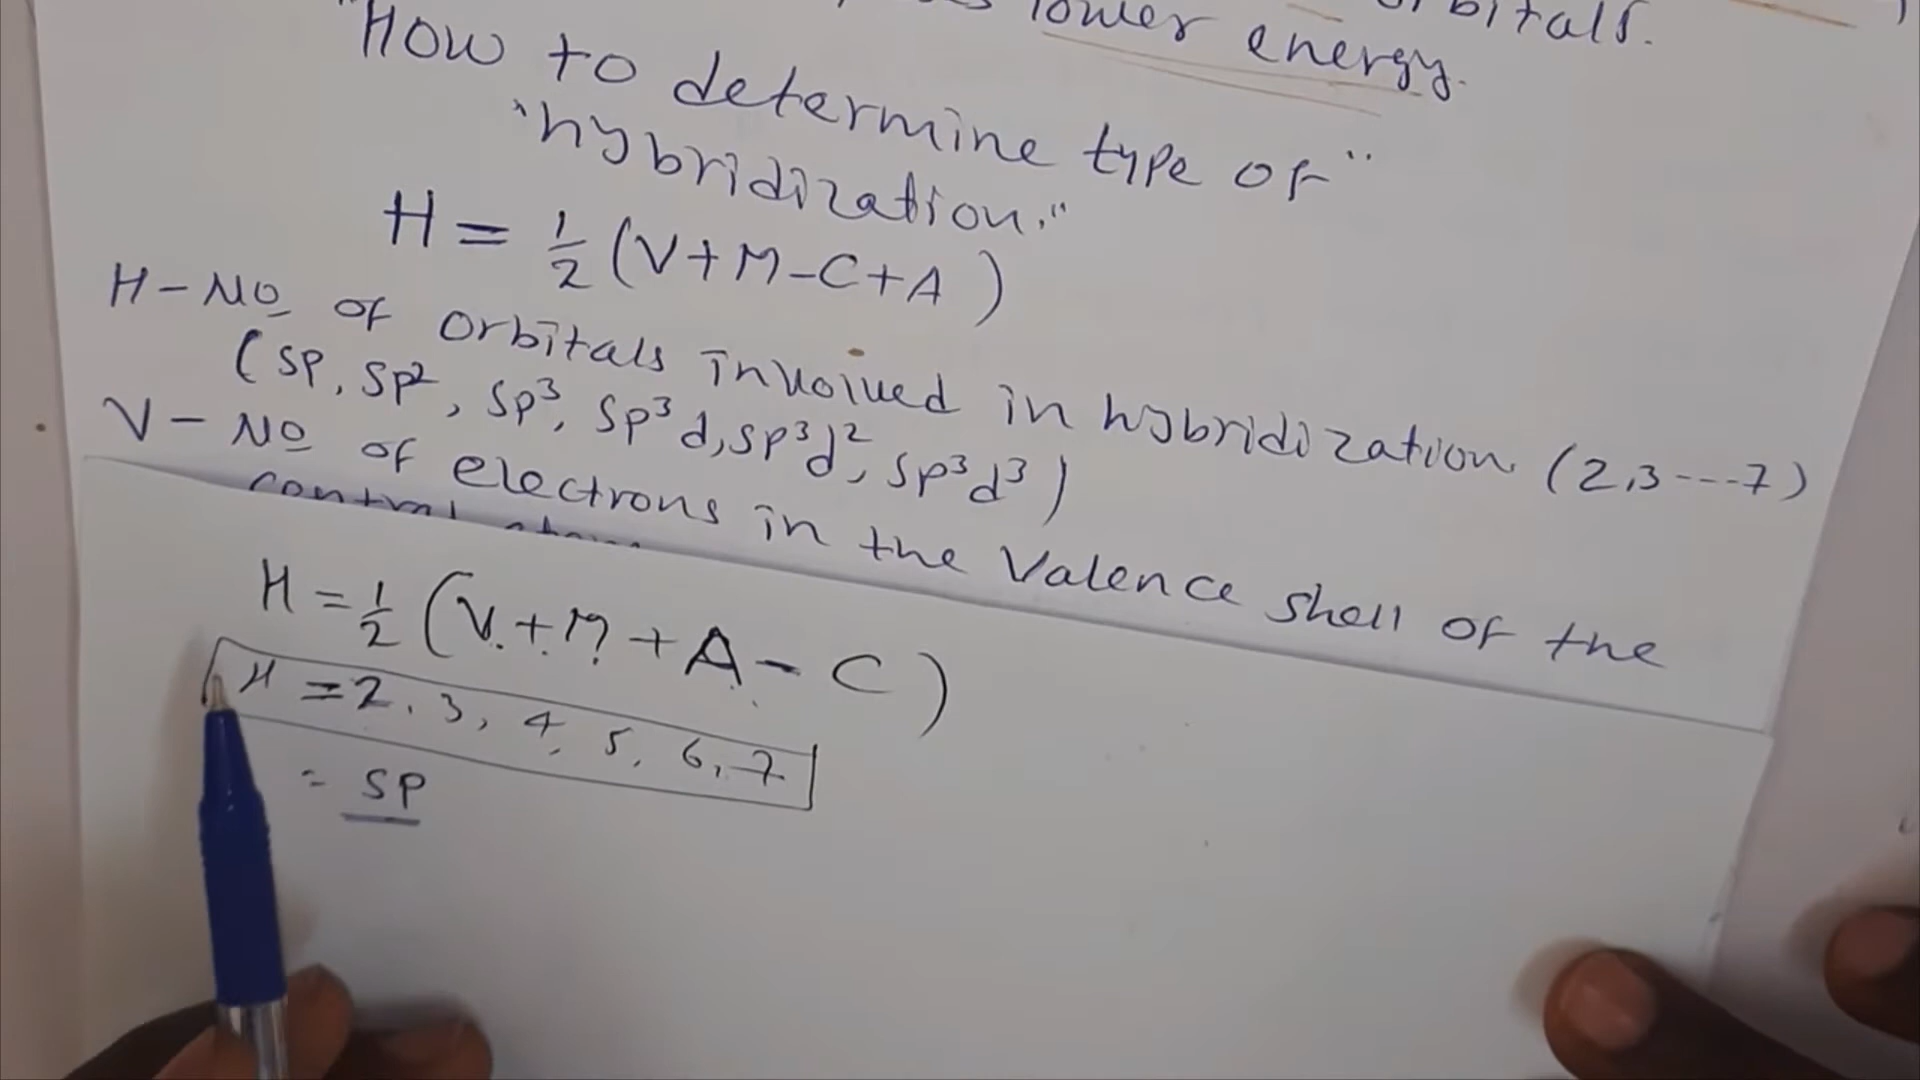 lower energy. orbitals.
"How to determine type of"
"hybridization."
H = 1/2 (V+M-C+A)
H - No of orbitals involved in hybridization (2,3---7)
(sp, sp², sp³, sp³d, sp³d², sp³d³)
V - No of electrons in the valence shell of the
central atom
H = 1/2 (V+M+A-C)
H = 2, 3, 4, 5, 6, 7
= sp